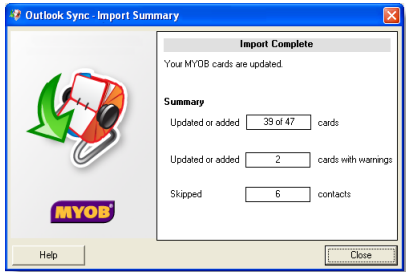 Outlook Sync - Import Summary
Import Complete
Your MYOB cards are updated.
Summary
Updated or added 39 of 47 cards
Updated or added 2 cards with warnings
Skipped 6 contacts
MYOB
Help Close